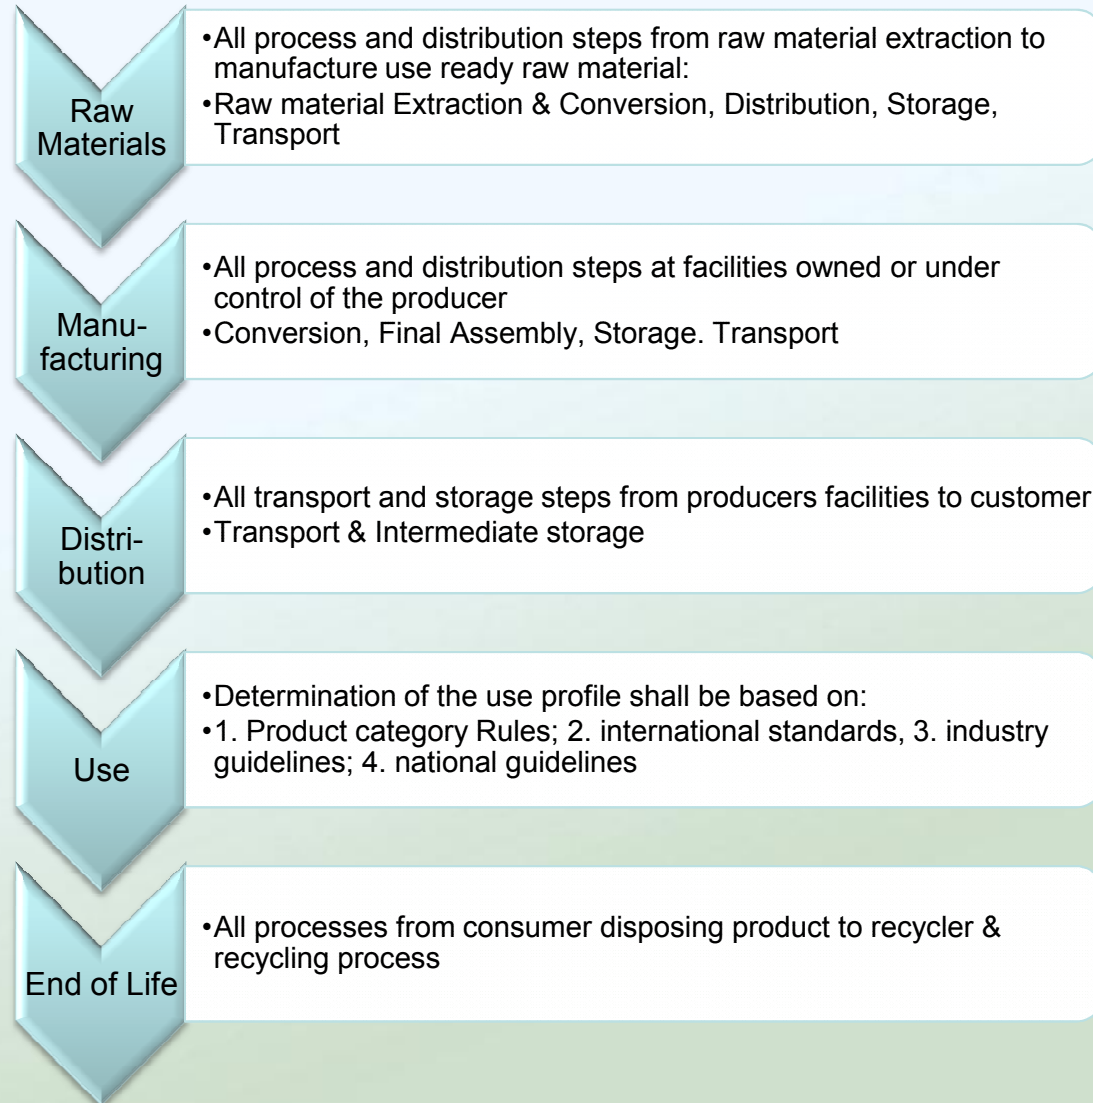 Raw
Materials
•All process and distribution steps from raw material extraction to
manufacture use ready raw material:
•Raw material Extraction & Conversion, Distribution, Storage,
Transport
Manu-
facturing
•All process and distribution steps at facilities owned or under
control of the producer
•Conversion, Final Assembly, Storage. Transport
Distri-
bution
•All transport and storage steps from producers facilities to customer
•Transport & Intermediate storage
Use
•Determination of the use profile shall be based on:
•1. Product category Rules; 2. international standards, 3. industry
guidelines; 4. national guidelines
End of Life
•All processes from consumer disposing product to recycler &
recycling process